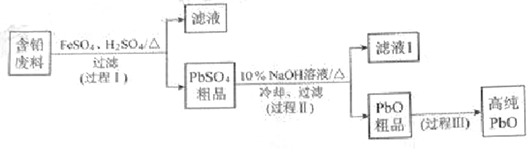 含铅
废料
FeSO₄、H₂SO₄/△
过滤
(过程Ⅰ)
滤液
PbSO₄
粗品
10%NaOH溶液/△
冷却、过滤
(过程Ⅱ)
滤液Ⅰ
PbO
粗品
(过程Ⅲ)
高纯
PbO